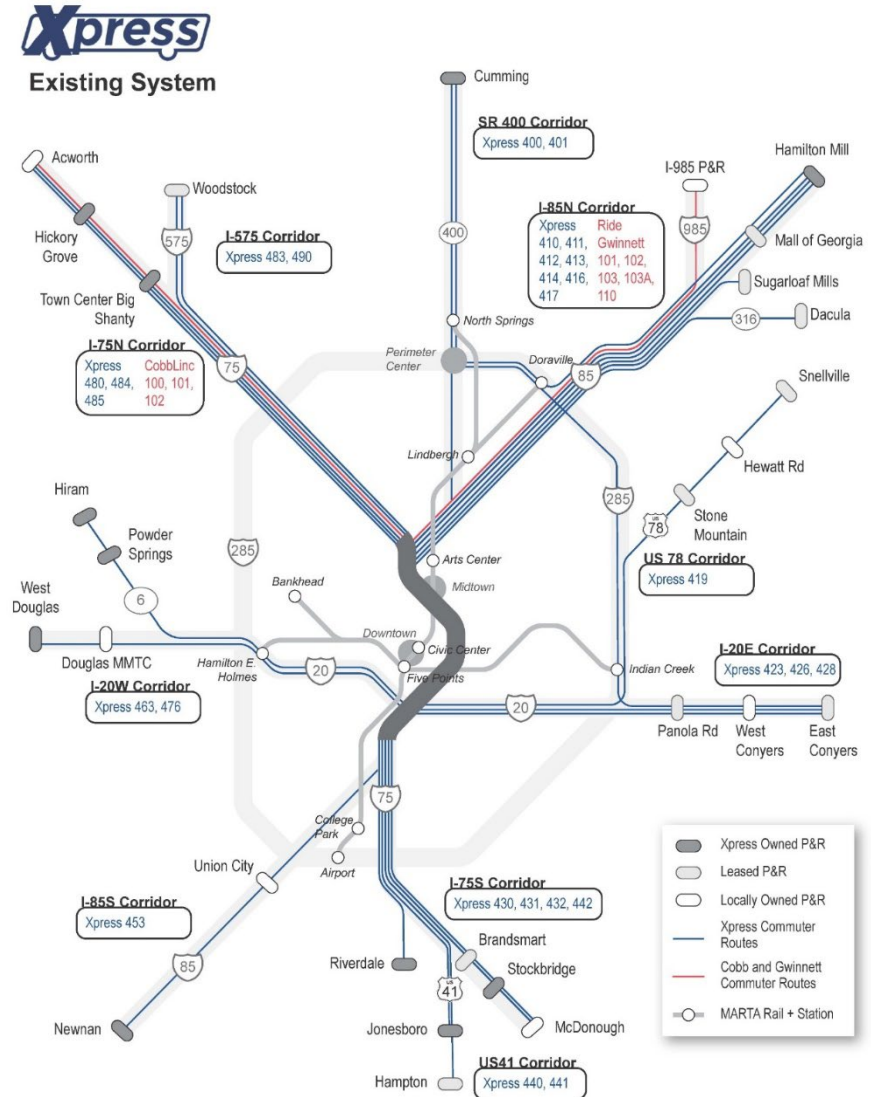 Xpress
Existing System
Cumming
SR 400 Corridor
Xpress 400, 401
Acworth
Woodstock
I-985 P&R
Hamilton Mill
I-575 Corridor
Xpress 483, 490
575
Hickory
Grove
400
I-85N Corridor
Xpress
410, 411,
412, 413,
414, 416,
417
Ride
Gwinnett
101, 102,
103, 103A,
110
985
Mall of Georgia
Sugarloaf Mills
Town Center Big
Shanty
North Springs
316
Dacula
I-75N Corridor
Xpress
480, 484,
485
CobbLinc
100, 101,
102
75
Perimeter
Center
Doraville
85
Snellville
Lindbergh
Hewatt Rd
Hiram
Powder
Springs
285
285
US
78
Stone
Mountain
West
Douglas
6
Bankhead
Arts Center
Midtown
US 78 Corridor
Xpress 419
Downtown
Civic Center
Douglas MMTC
Hamilton E.
Holmes
20
Five Points
Indian Creek
I-20E Corridor
Xpress 423, 426, 428
I-20W Corridor
Xpress 463, 476
20
Panola Rd
West
Conyers
East
Conyers
75
College
Park
Airport
Union City
I-85S Corridor
Xpress 453
85
Newnan
I-75S Corridor
Xpress 430, 431, 432, 442
Brandsmart
Riverdale
Stockbridge
US
41
Jonesboro
McDonough
Hampton
US41 Corridor
Xpress 440, 441
Xpress Owned P&R
Leased P&R
Locally Owned P&R
Xpress Commuter
Routes
Cobb and Gwinnett
Commuter Routes
MARTA Rail + Station